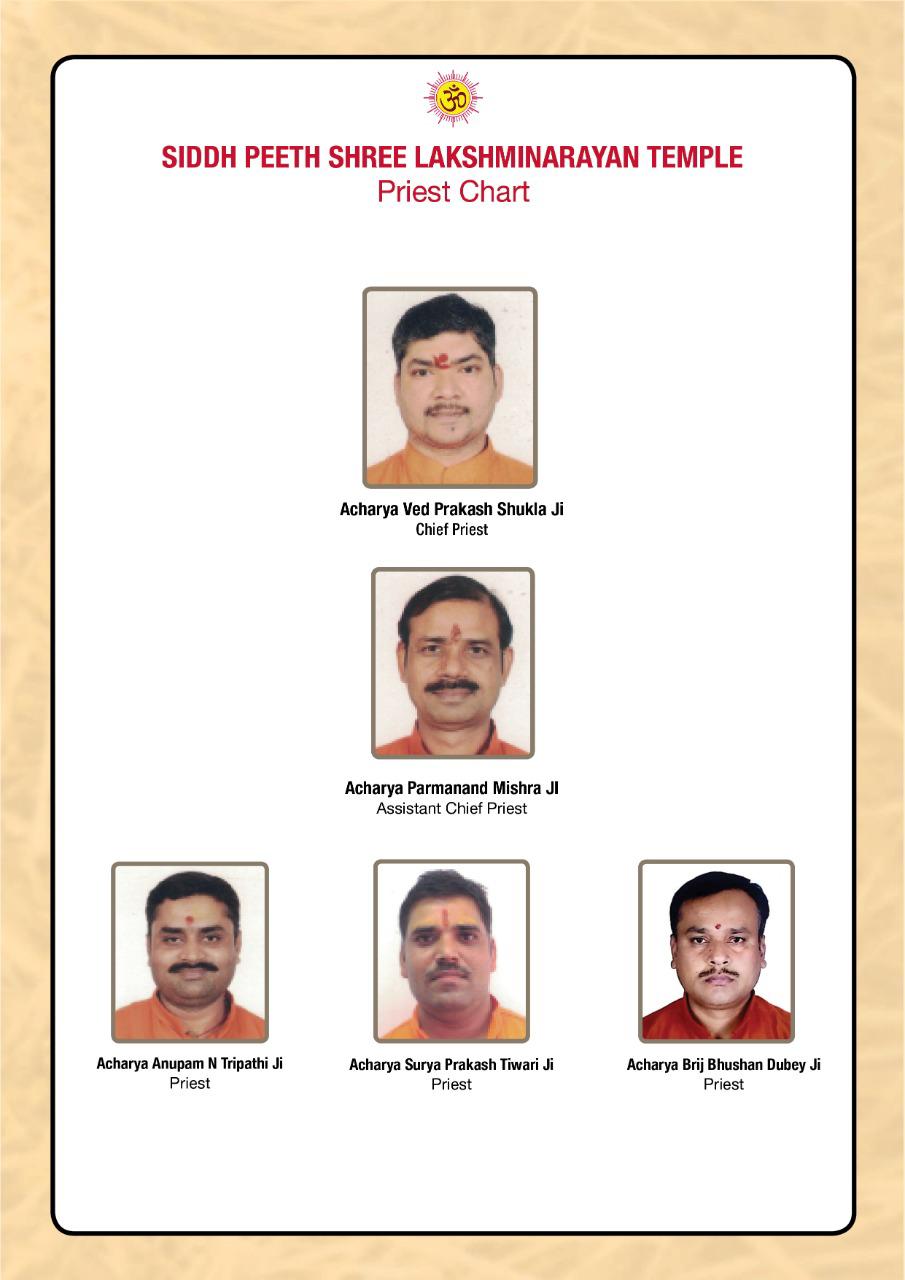 ॐ
SIDDH PEETH SHREE LAKSHMINARAYAN TEMPLE
Priest Chart
Acharya Ved Prakash Shukla Ji
Chief Priest
Acharya Parmanand Mishra JI
Assistant Chief Priest
Acharya Anupam N Tripathi Ji
Priest
Acharya Surya Prakash Tiwari Ji
Priest
Acharya Brij Bhushan Dubey Ji
Priest